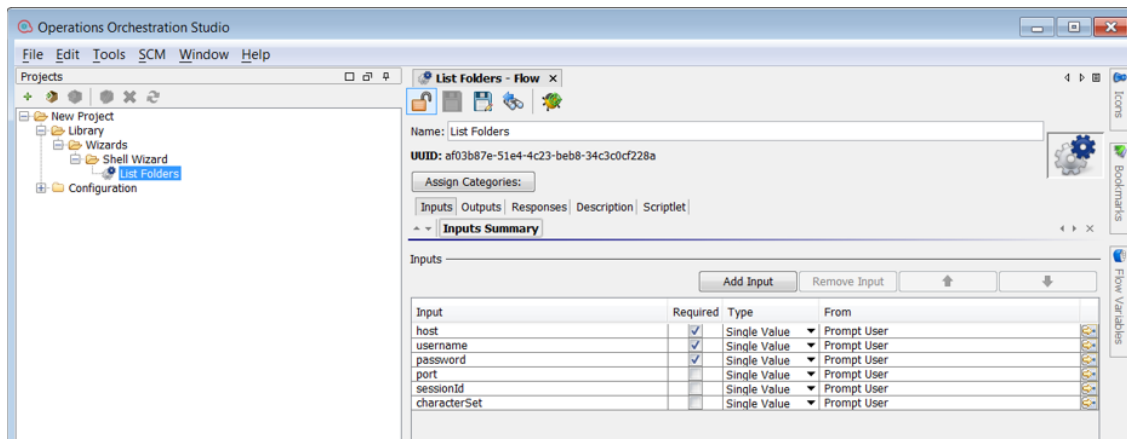 Operations Orchestration Studio
File Edit Tools SCM Window Help
Projects
New Project
Library
Wizards
Shell Wizard
List Folders
Configuration
List Folders - Flow
Name: List Folders
UUID: af03b87e-51e4-4c23-beb8-34c3c0cf228a
Assign Categories:
Inputs Outputs Responses Description Scriptlet
Inputs Summary
Inputs
Add Input Remove Input
Input Required Type From
host Single Value Prompt User
username Single Value Prompt User
password Single Value Prompt User
port Single Value Prompt User
sessionId Single Value Prompt User
characterSet Single Value Prompt User
Icons
Bookmarks
Flow Variables